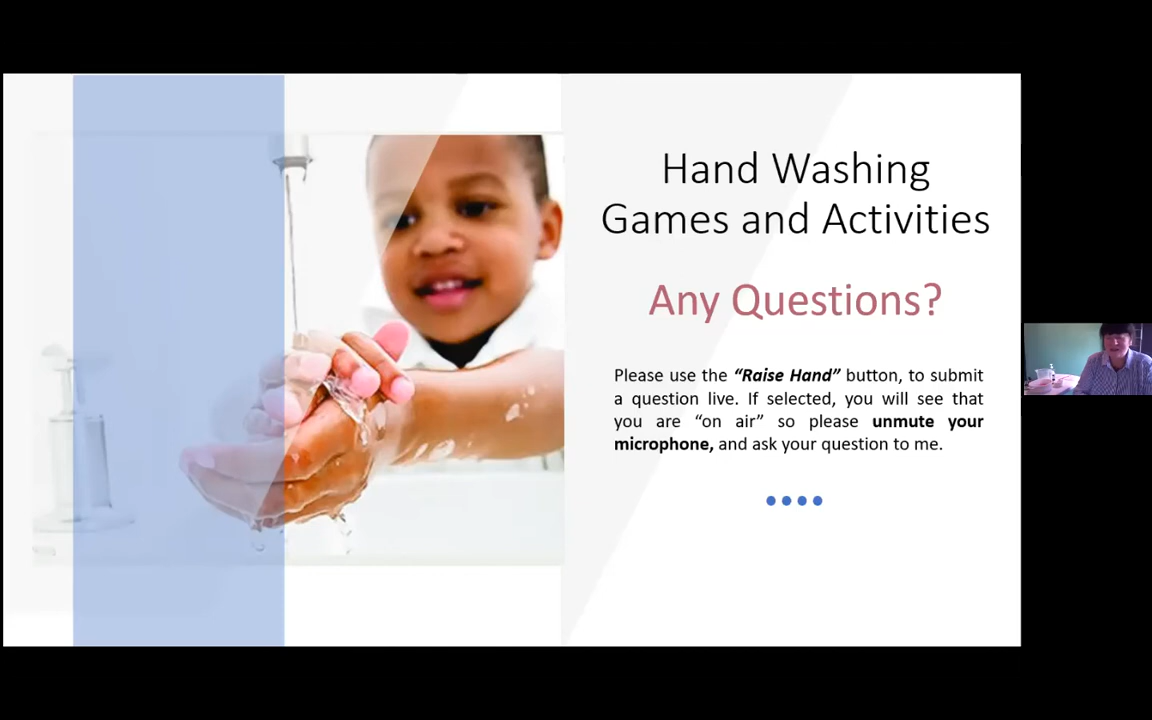 Hand Washing
Games and Activities
Any Questions?
Please use the “Raise Hand” button, to submit
a question live. If selected, you will see that
you are “on air” so please unmute your
microphone, and ask your question to me.